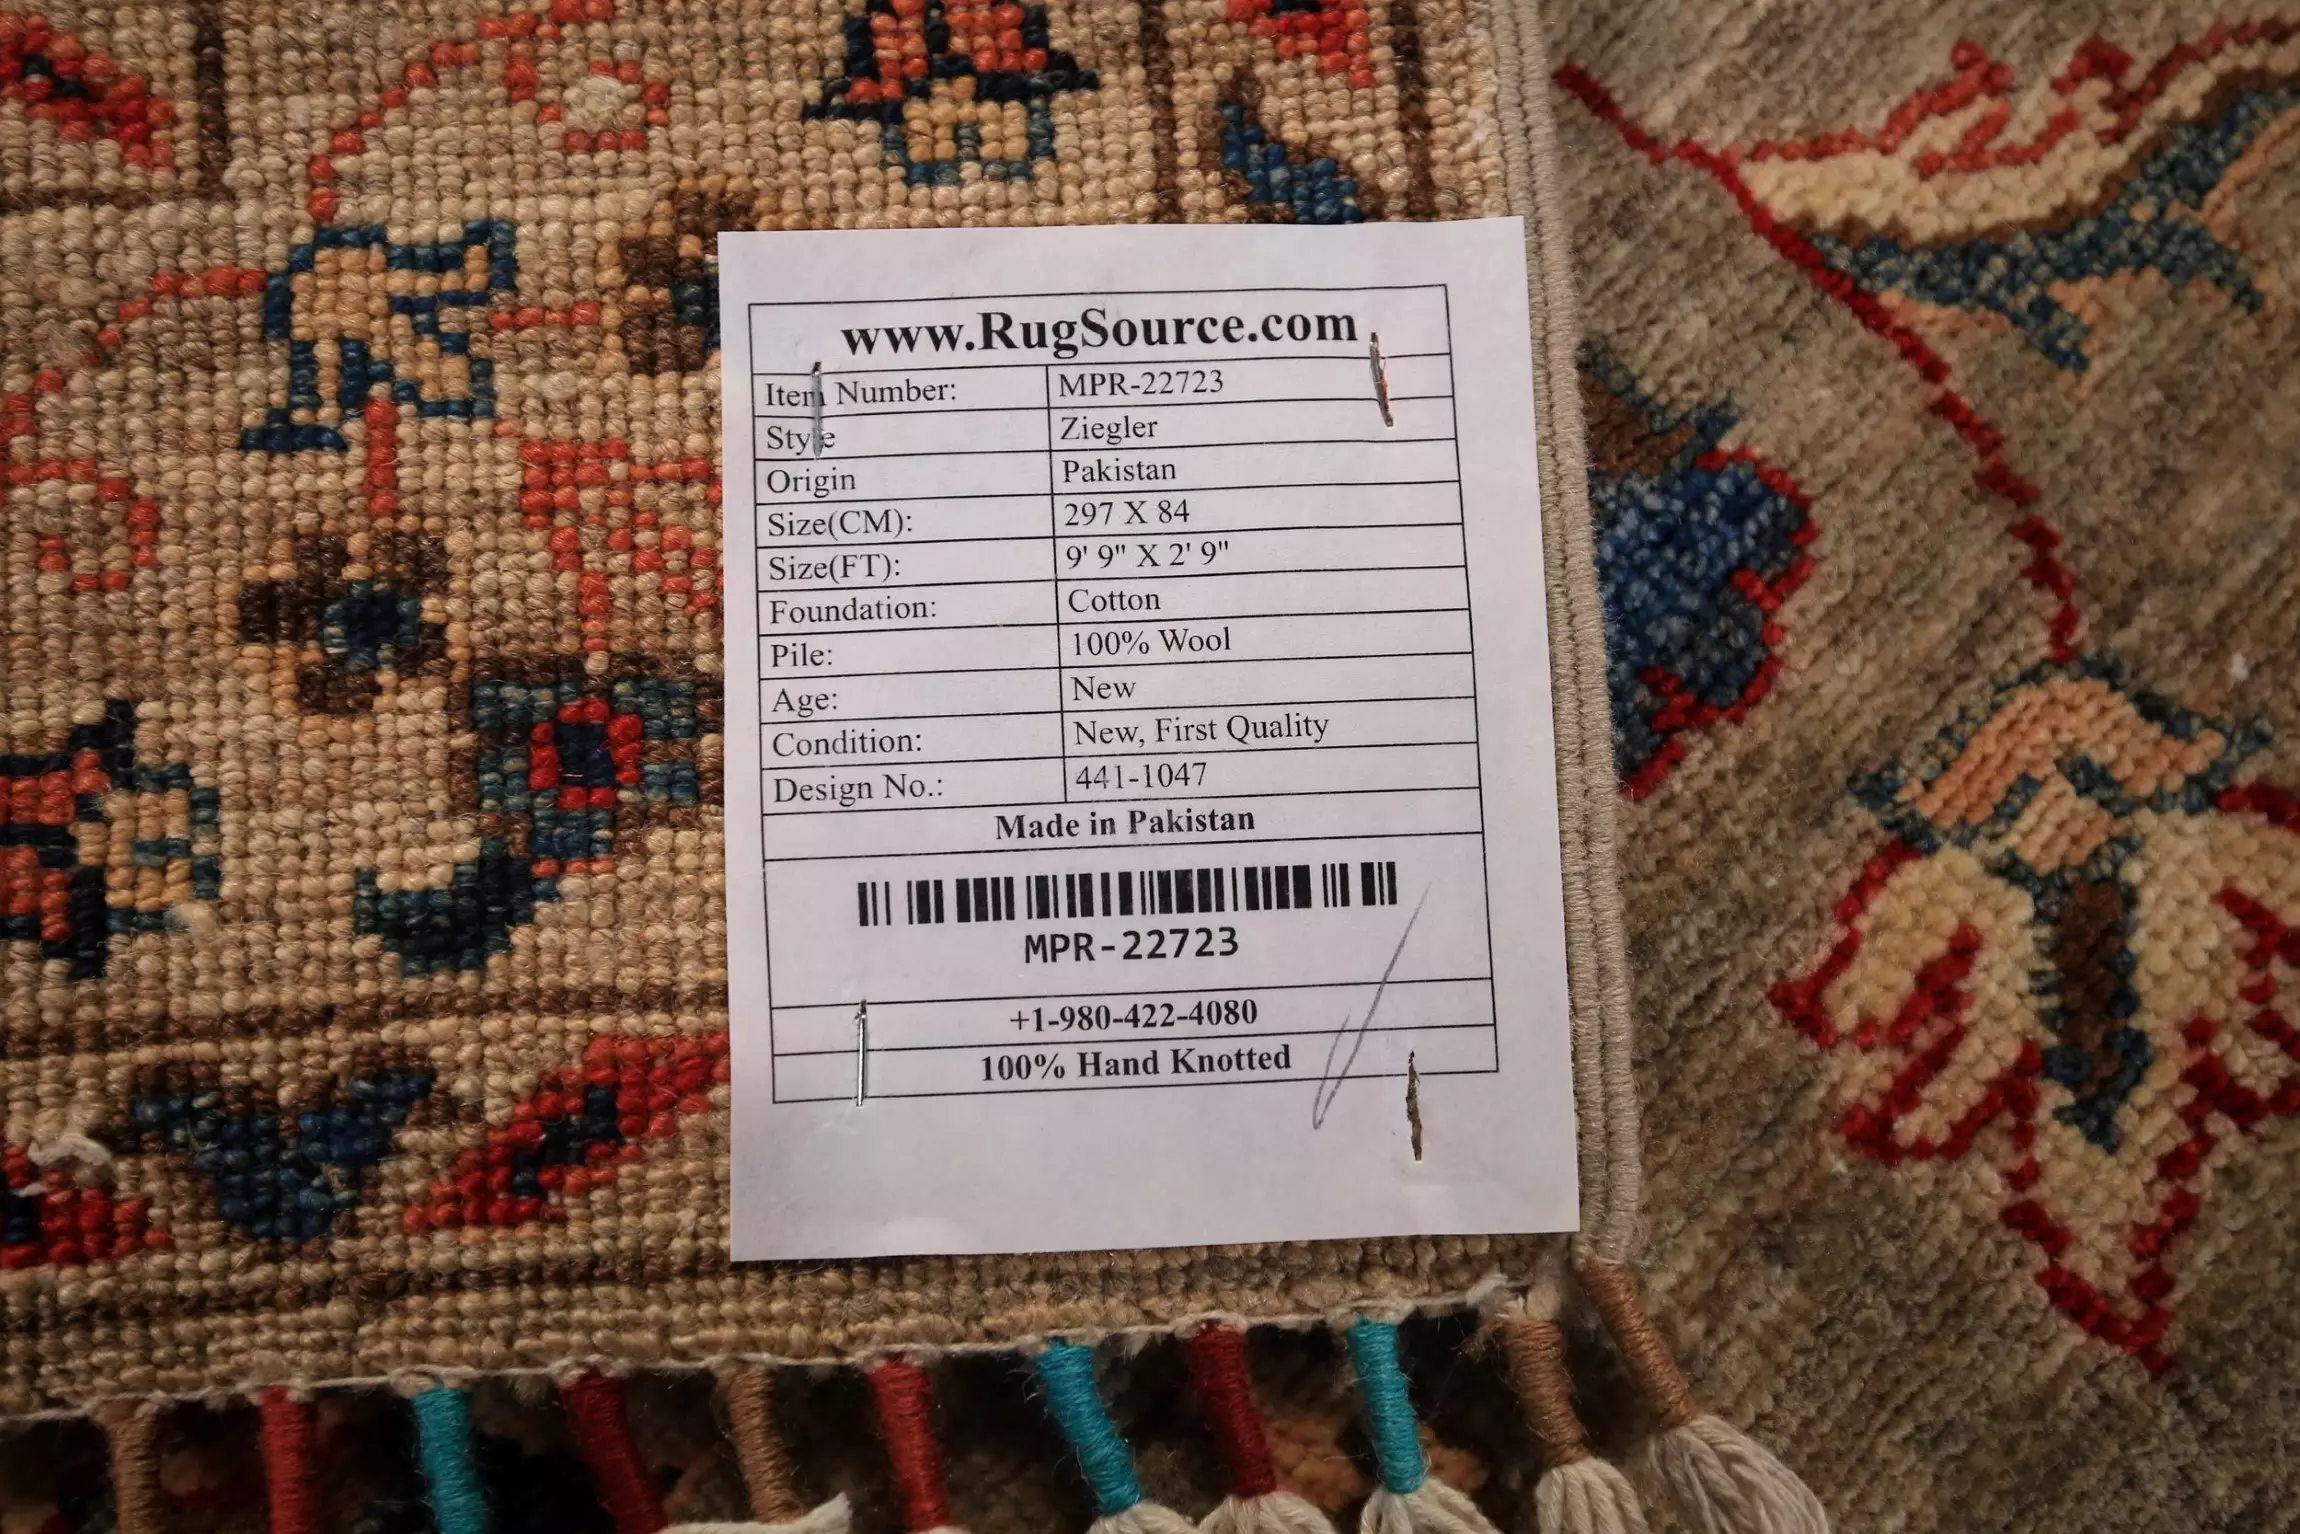 www.RugSource.com
Item Number: MPR-22723
Style Ziegler
Origin Pakistan
Size(CM): 297 X 84
Size(FT): 9' 9" X 2' 9"
Foundation: Cotton
Pile: 100% Wool
Age: New
Condition: New, First Quality
Design No.: 441-1047
Made in Pakistan
MPR-22723
+1-980-422-4080
100% Hand Knotted